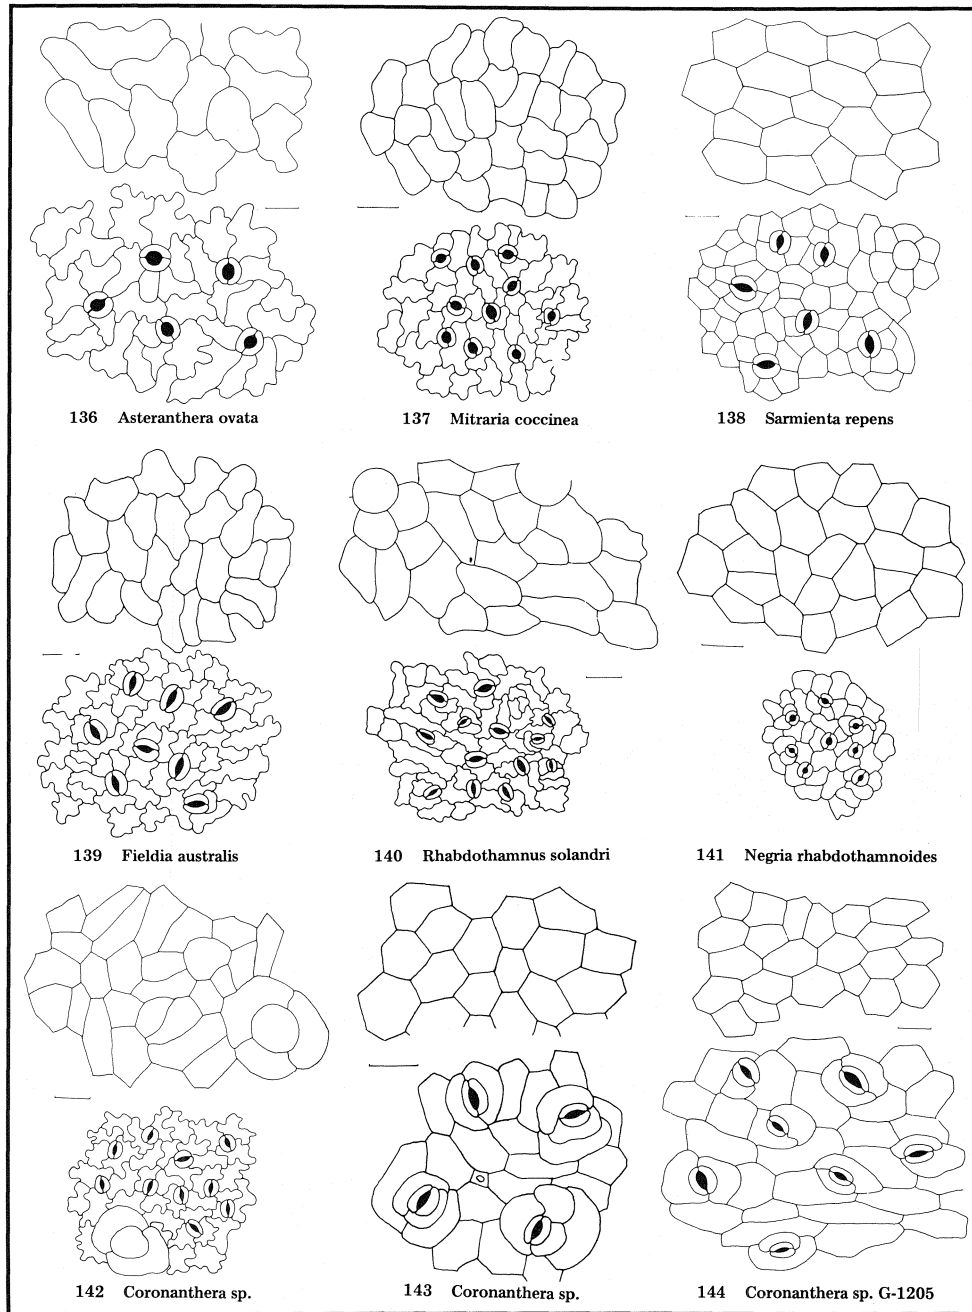 136 Asteranthera ovata
137 Mitraria coccinea
138 Sarmienta repens
139 Fieldia australis
140 Rhabdothamnus solandri
141 Negria rhabdothamnoides
142 Coronanthera sp.
143 Coronanthera sp.
144 Coronanthera sp. G-1205